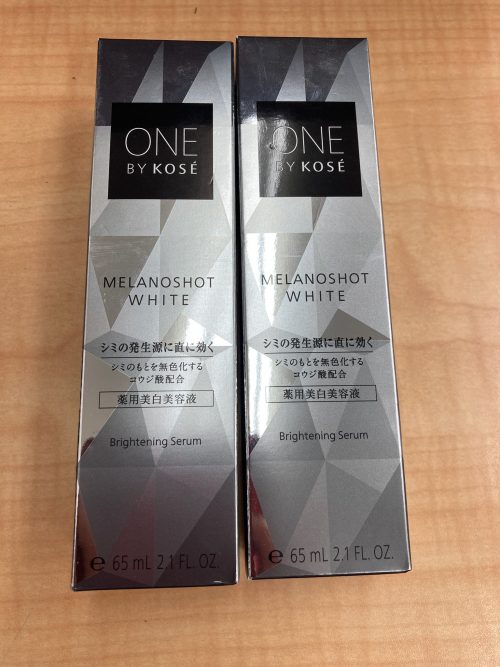 ONE
BY KOSÉ
MELANOSHOT
WHITE
シミの発生源に直に効く
シミのもとを無色化する
コウジ酸配合
薬用美白美容液
Brightening Serum
℮ 65 mL 2.1 FL. OZ.
ONE
BY KOSÉ
MELANOSHOT
WHITE
シミの発生源に直に効く
シミのもとを無色化する
コウジ酸配合
薬用美白美容液
Brightening Serum
℮ 65 mL 2.1 FL. OZ.